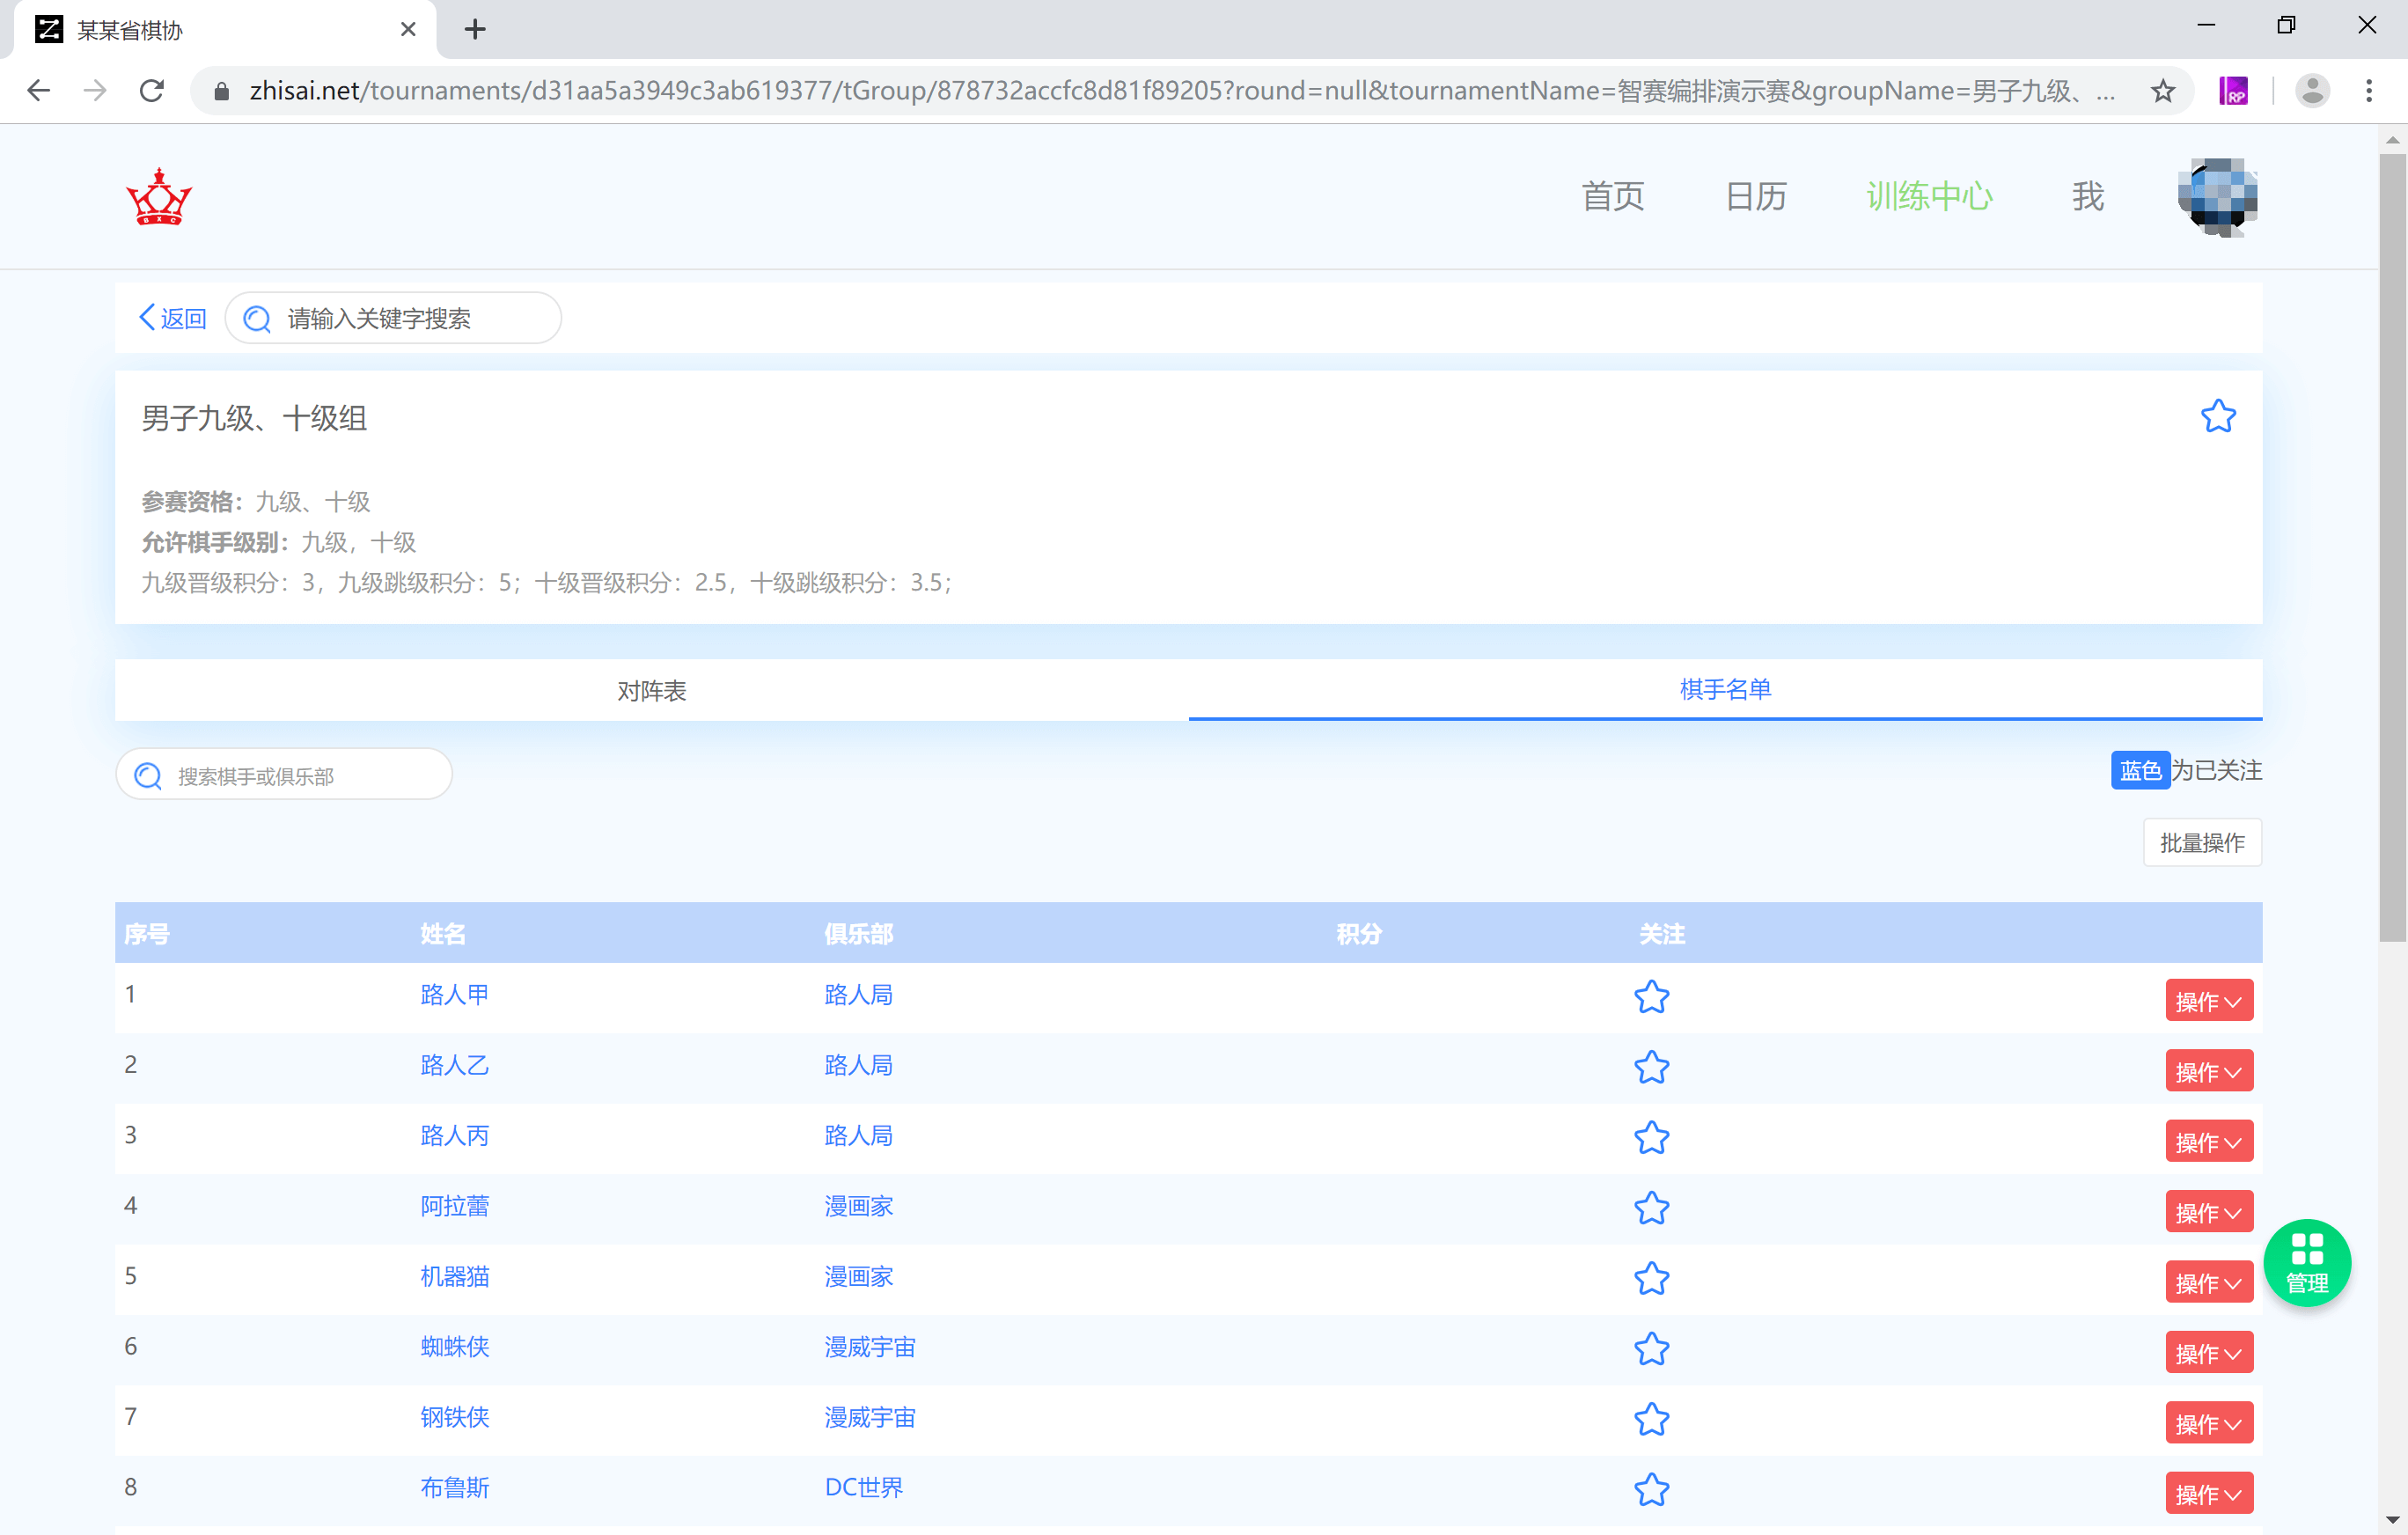 某某省棋协
zhisai.net/tournaments/d31aa5a3949c3ab619377/tGroup/878732accfc8d81f89205?round=null&tournamentName=智赛编排演示赛&groupName=男子九级、...
RP
BXC
首页 日历 训练中心 我
返回 请输入关键字搜索
男子九级、十级组
参赛资格：九级、十级
允许棋手级别：九级，十级
九级晋级积分：3，九级跳级积分：5；十级晋级积分：2.5，十级跳级积分：3.5；
对阵表 棋手名单
搜索棋手或俱乐部 蓝色为已关注
批量操作
序号 姓名 俱乐部 积分 关注
1 路人甲 路人局 操作
2 路人乙 路人局 操作
3 路人丙 路人局 操作
4 阿拉蕾 漫画家 操作
5 机器猫 漫画家 操作
管理
6 蜘蛛侠 漫威宇宙 操作
7 钢铁侠 漫威宇宙 操作
8 布鲁斯 DC世界 操作